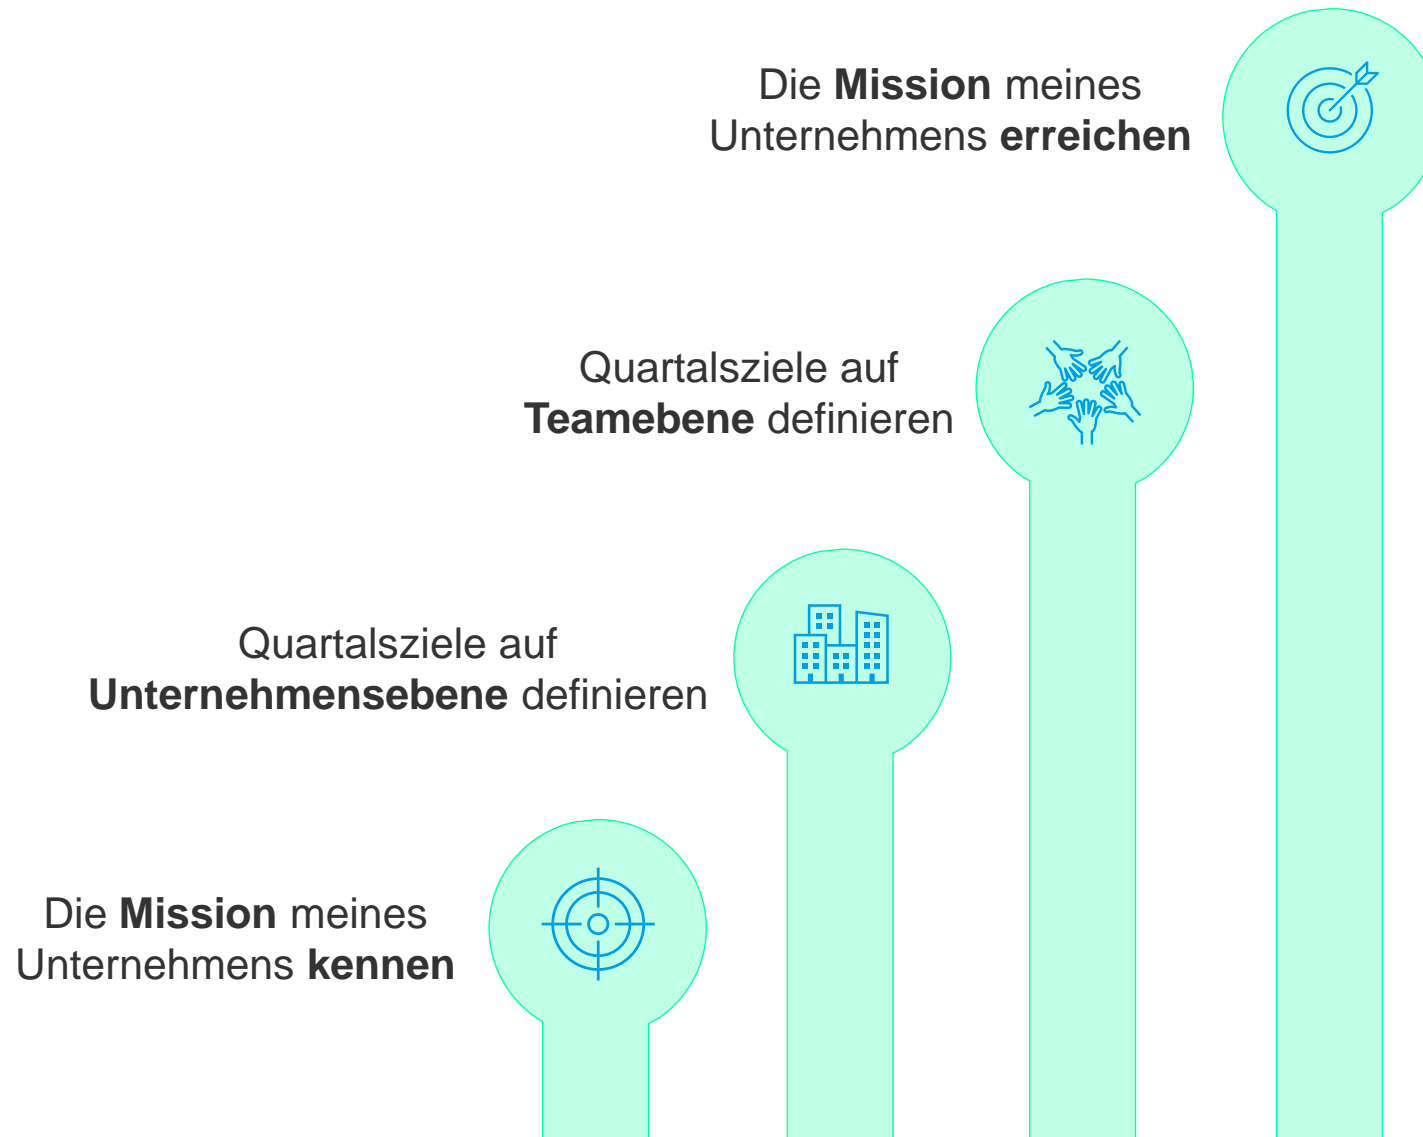 Die Mission meines
Unternehmens erreichen
Quartalsziele auf
Teamebene definieren
Quartalsziele auf
Unternehmensebene definieren
Die Mission meines
Unternehmens kennen